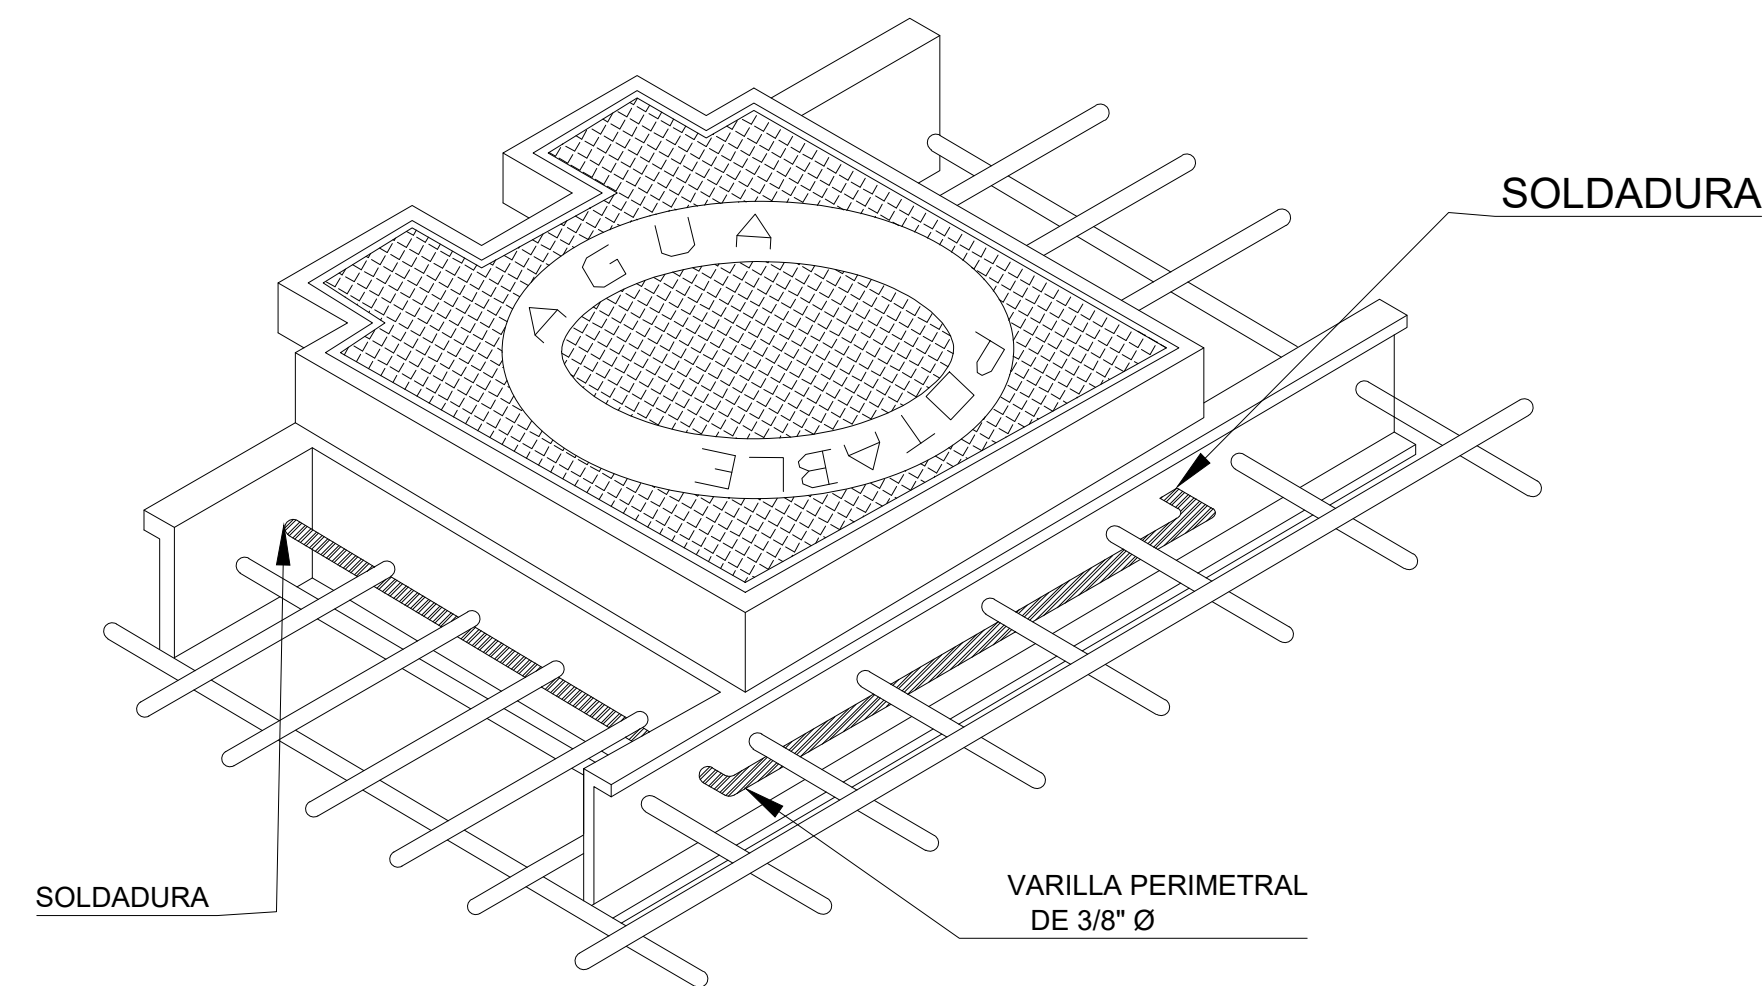 SOLDADURA
AGUA
POTABLE
SOLDADURA
VARILLA PERIMETRAL
DE 3/8" Ø